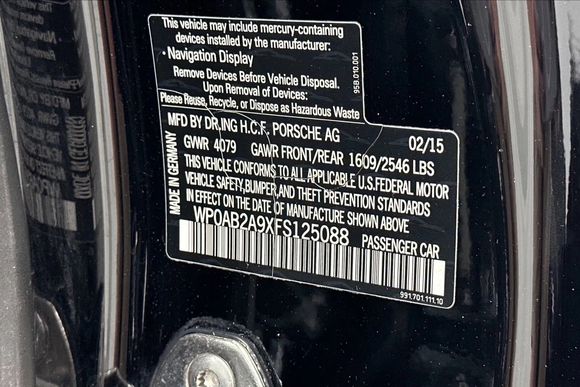 This vehicle may include mercury-containing
devices installed by the manufacturer:
• Navigation Display
Remove Devices Before Vehicle Disposal.
Upon Removal of Devices:
Please Reuse, Recycle, or Dispose as Hazardous Waste
95B.010.001
MFD BY DR.ING H.C.F. PORSCHE AG 02/15
GWR 4079 GAWR FRONT/REAR 1609/2546 LBS
THIS VEHICLE CONFORMS TO ALL APPLICABLE U.S.FEDERAL MOTOR
VEHICLE SAFETY,BUMPER,AND THEFT PREVENTION STANDARDS
IN EFFECT ON THE DATE OF MANUFACTURE SHOWN ABOVE
WP0AB2A9XFS125088 PASSENGER CAR
MADE IN GERMANY
991.701.111.10